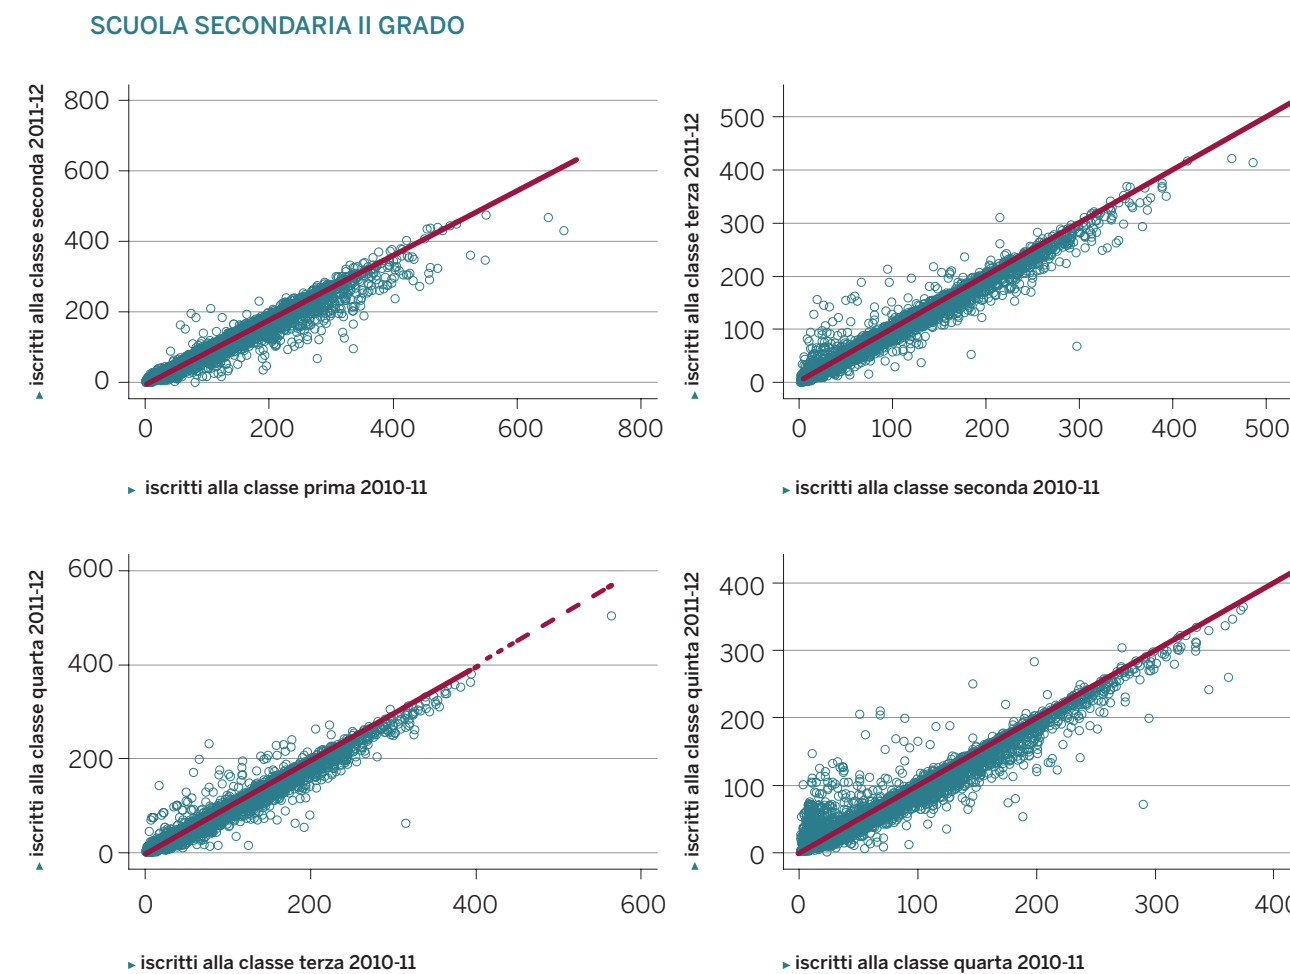 SCUOLA SECONDARIA II GRADO
▲ iscritti alla classe seconda 2011-12
800
600
400
200
0
0 200 400 600 800
► iscritti alla classe prima 2010-11
▲ iscritti alla classe terza 2011-12
500
400
300
200
100
0
0 100 200 300 400 500
► iscritti alla classe seconda 2010-11
▲ iscritti alla classe quarta 2011-12
600
400
200
0
0 200 400 600
► iscritti alla classe terza 2010-11
▲ iscritti alla classe quinta 2011-12
400
300
200
100
0
0 100 200 300 400
► iscritti alla classe quarta 2010-11